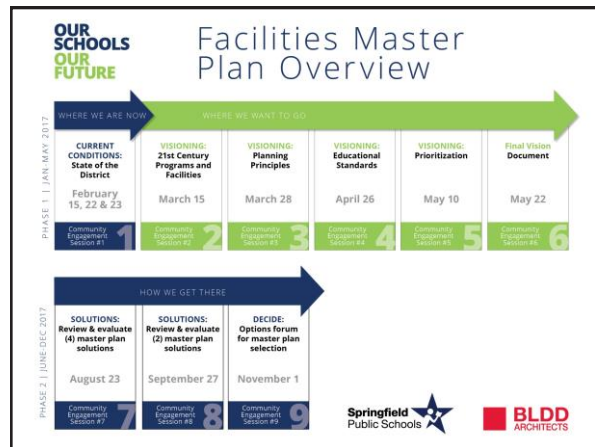 OUR
SCHOOLS
OUR
FUTURE
Facilities Master
Plan Overview
PHASE 1 | JAN-MAY 2017
WHERE WE ARE NOW
WHERE WE WANT TO GO
CURRENT
CONDITIONS:
State of the
District
February
15, 22 & 23
Community
Engagement
Session #1
1
VISIONING:
21st Century
Programs and
Facilities
March 15
Community
Engagement
Session #2
2
VISIONING:
Planning
Principles
March 28
Community
Engagement
Session #3
3
VISIONING:
Educational
Standards
April 26
Community
Engagement
Session #4
4
VISIONING:
Prioritization
May 10
Community
Engagement
Session #5
5
Final Vision
Document
May 22
Community
Engagement
Session #6
6
PHASE 2 | JUNE-DEC 2017
HOW WE GET THERE
SOLUTIONS:
Review & evaluate
(4) master plan
solutions
August 23
Community
Engagement
Session #7
7
SOLUTIONS:
Review & evaluate
(2) master plan
solutions
September 27
Community
Engagement
Session #8
8
DECIDE:
Options forum
for master plan
selection
November 1
Community
Engagement
Session #9
9
Springfield
Public Schools
BLDD
ARCHITECTS